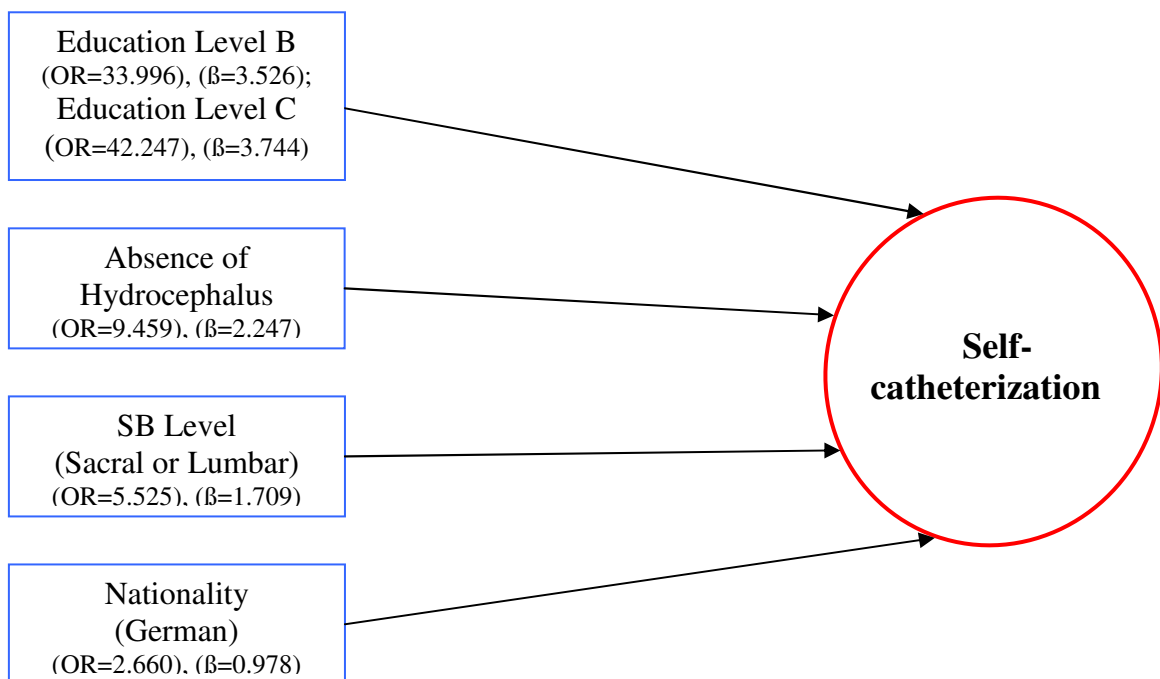 Education Level B
(OR=33.996), (ß=3.526);
Education Level C
(OR=42.247), (ß=3.744)
Absence of
Hydrocephalus
(OR=9.459), (ß=2.247)
SB Level
(Sacral or Lumbar)
(OR=5.525), (ß=1.709)
Nationality
(German)
(OR=2.660), (ß=0.978)
Self-
catheterization